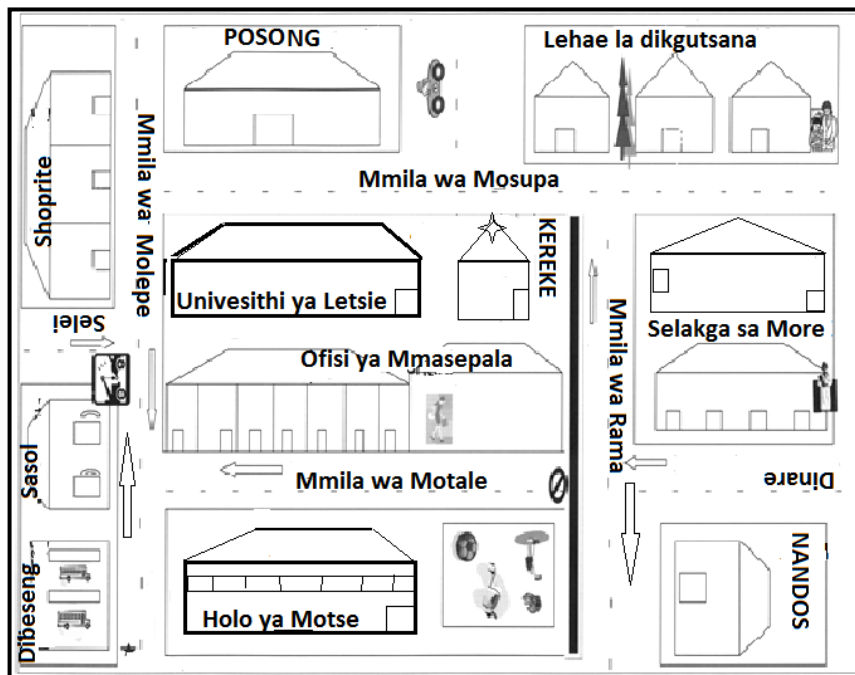 POSONG
Lehae la dikgutsana
Shoprite
Mmila wa Molepe
Mmila wa Mosupa
Univesithi ya Letsie
KEREKE
Selakga sa More
Selei
Ofisi ya Mmasepala
Mmila wa Rama
Sasol
Mmila wa Motale
Dinare
Dibeseng
Holo ya Motse
NANDOS